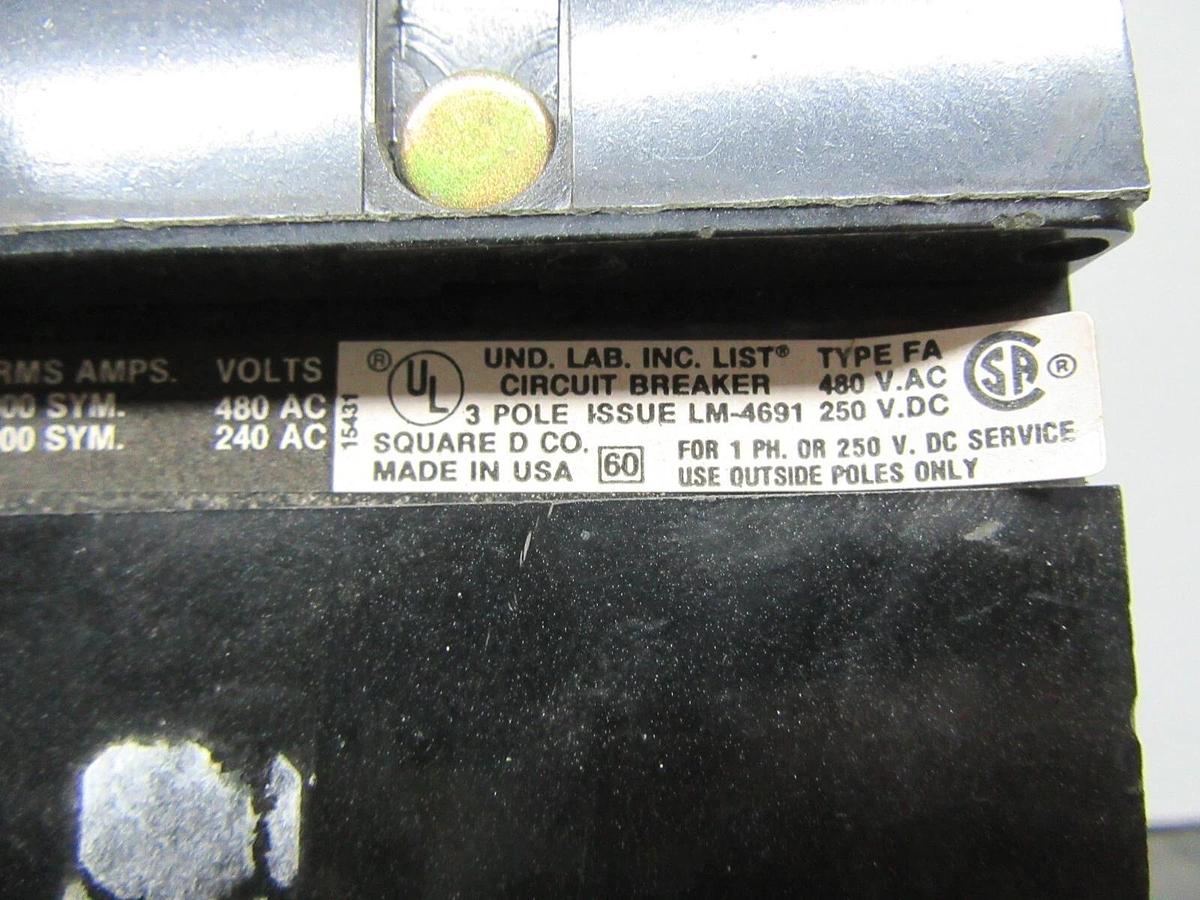 RMS AMPS. VOLTS
00 SYM. 480 AC
00 SYM. 240 AC
15431
® UL UND. LAB. INC. LIST® TYPE FA
CIRCUIT BREAKER 480 V.AC
3 POLE ISSUE LM-4691 250 V.DC
SQUARE D CO.
MADE IN USA 60
FOR 1 PH. OR 250 V. DC SERVICE
USE OUTSIDE POLES ONLY
SA ®